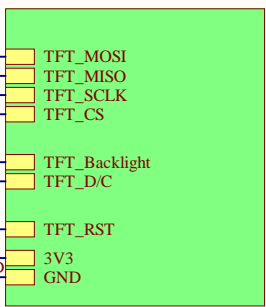 TFT_MOSI
TFT_MISO
TFT_SCLK
TFT_CS
TFT_Backlight
TFT_D/C
TFT_RST
3V3
GND